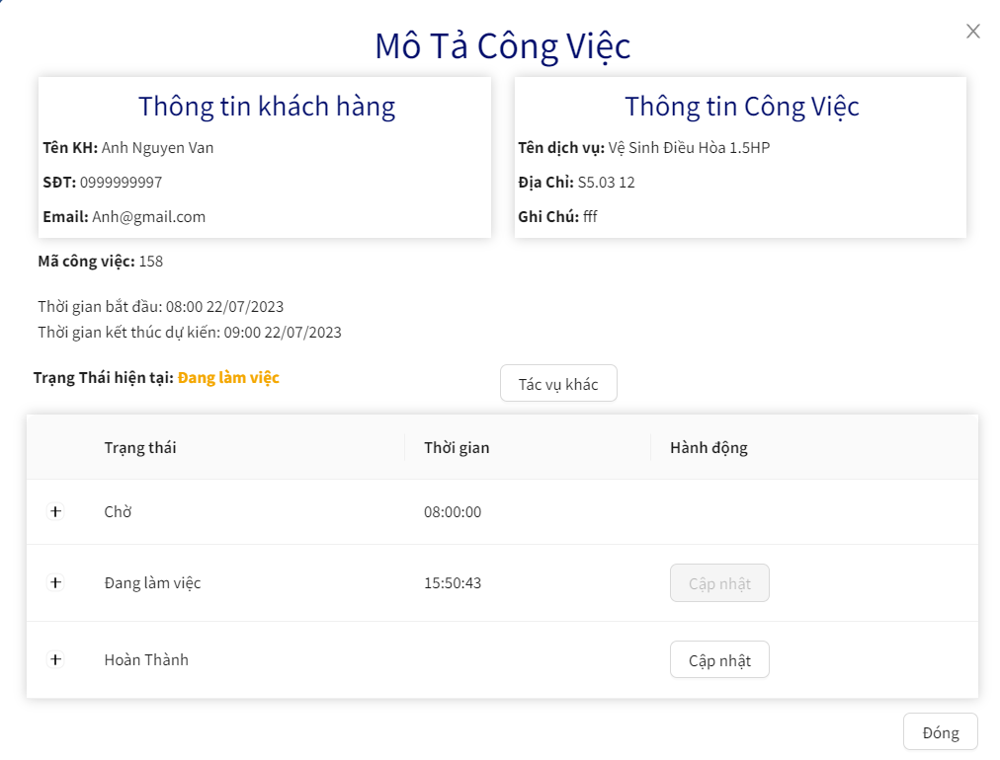 Mô Tả Công Việc
Thông tin khách hàng
Tên KH: Anh Nguyen Van
SĐT: 0999999997
Email: Anh@gmail.com
Thông tin Công Việc
Tên dịch vụ: Vệ Sinh Điều Hòa 1.5HP
Địa Chỉ: S5.03 12
Ghi Chú: fff
Mã công việc: 158
Thời gian bắt đầu: 08:00 22/07/2023
Thời gian kết thúc dự kiến: 09:00 22/07/2023
Trạng Thái hiện tại: Đang làm việc
Tác vụ khác
Trạng thái Thời gian Hành động
Chờ 08:00:00
Đang làm việc 15:50:43 Cập nhật
Hoàn Thành Cập nhật
Đóng